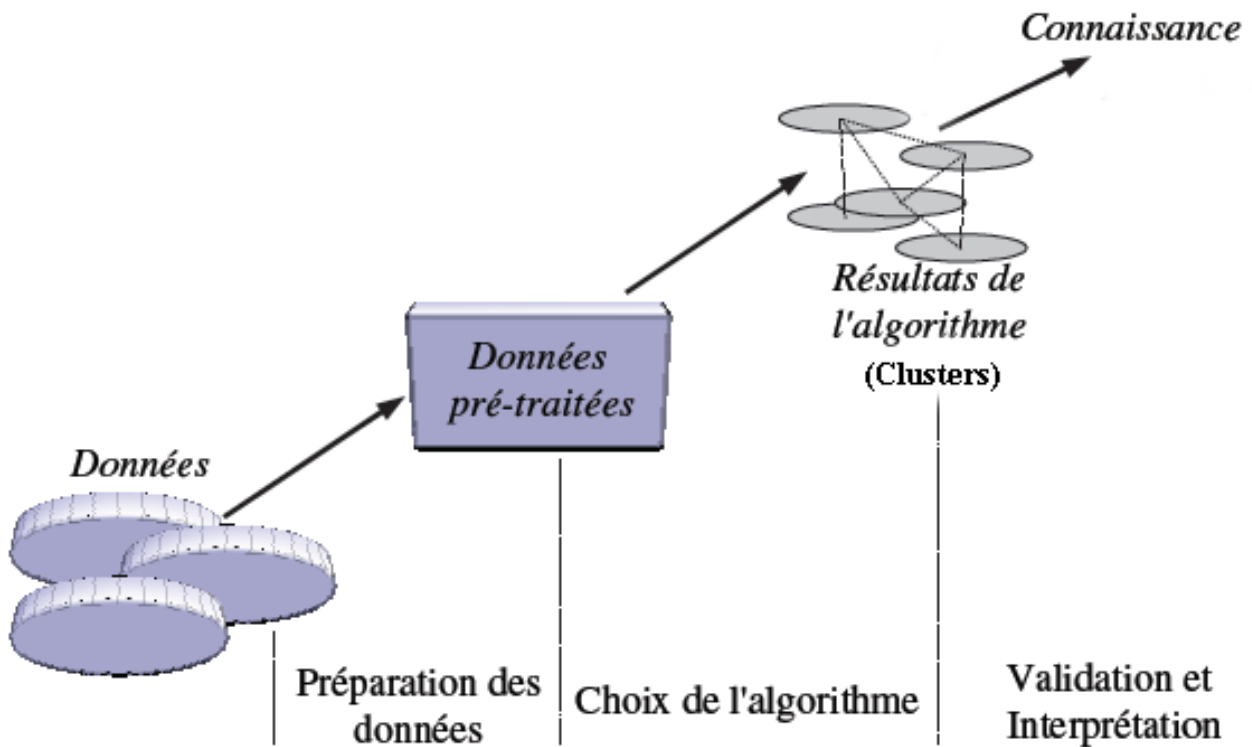 Connaissance
Résultats de
l'algorithme
(Clusters)
Données
pré-traitées
Données
Préparation des
données
Choix de l'algorithme
Validation et
Interprétation